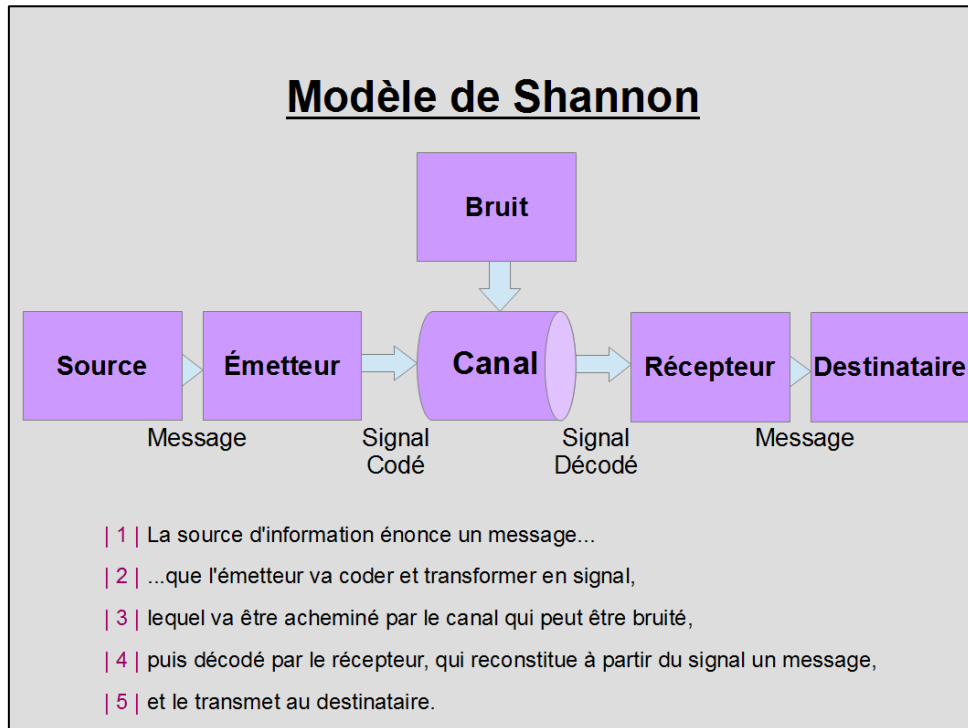 Modèle de Shannon
Bruit
Source
Émetteur
Canal
Récepteur
Destinataire
Message
Signal
Codé
Signal
Décodé
Message
| 1 | La source d'information énonce un message...
| 2 | ...que l'émetteur va coder et transformer en signal,
| 3 | lequel va être acheminé par le canal qui peut être bruité,
| 4 | puis décodé par le récepteur, qui reconstitue à partir du signal un message,
| 5 | et le transmet au destinataire.